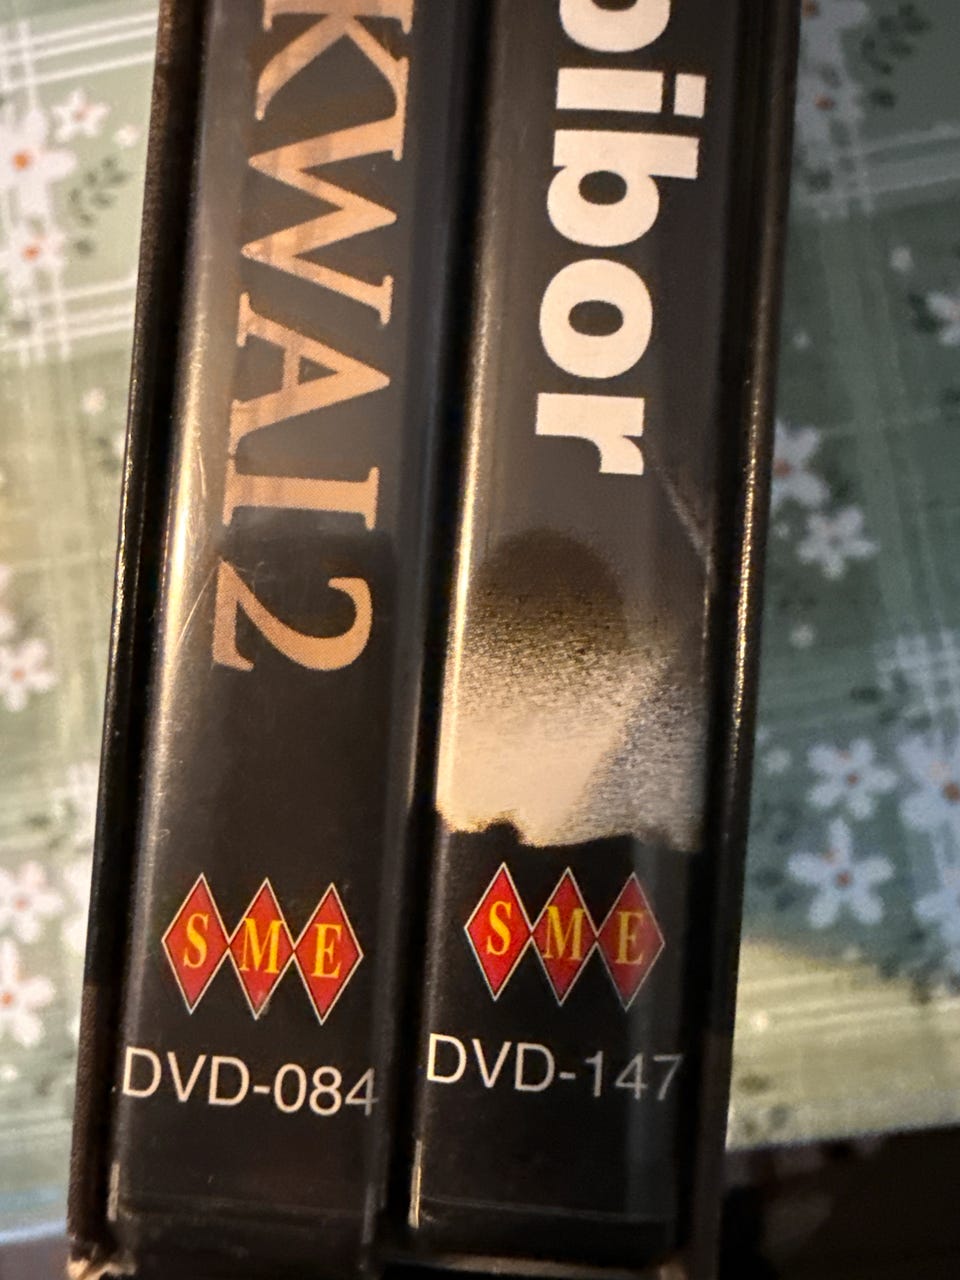 KWAI 2
SME
DVD-084
bibor
SME
DVD-147